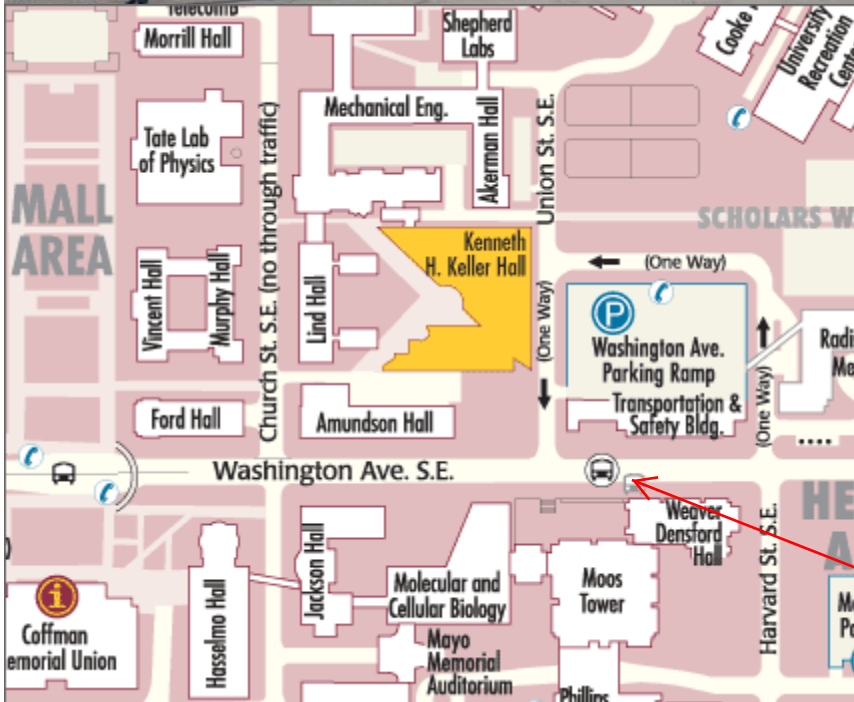 Telecomb
Morrill Hall
Shepherd
Labs
Cooke
University
Recreation
Tate Lab
of Physics
Mechanical Eng.
Akerman Hall
Union St. S.E.
MALL
AREA
SCHOLARS
Vincent Hall
Murphy Hall
Church St. S.E. (no through traffic)
Lind Hall
Kenneth
H. Keller Hall
(One Way)
(One Way)
P
Washington Ave.
Parking Ramp
Transportation &
Safety Bldg.
(One Way)
Ford Hall
Amundson Hall
Washington Ave. S.E.
Weaver
Densford
Hall
Harvard St. S.E.
Jackson Hall
Hasselmo Hall
Molecular and
Cellular Biology
Moos
Tower
i
Coffman
emorial Union
Mayo
Memorial
Auditorium
Phillips